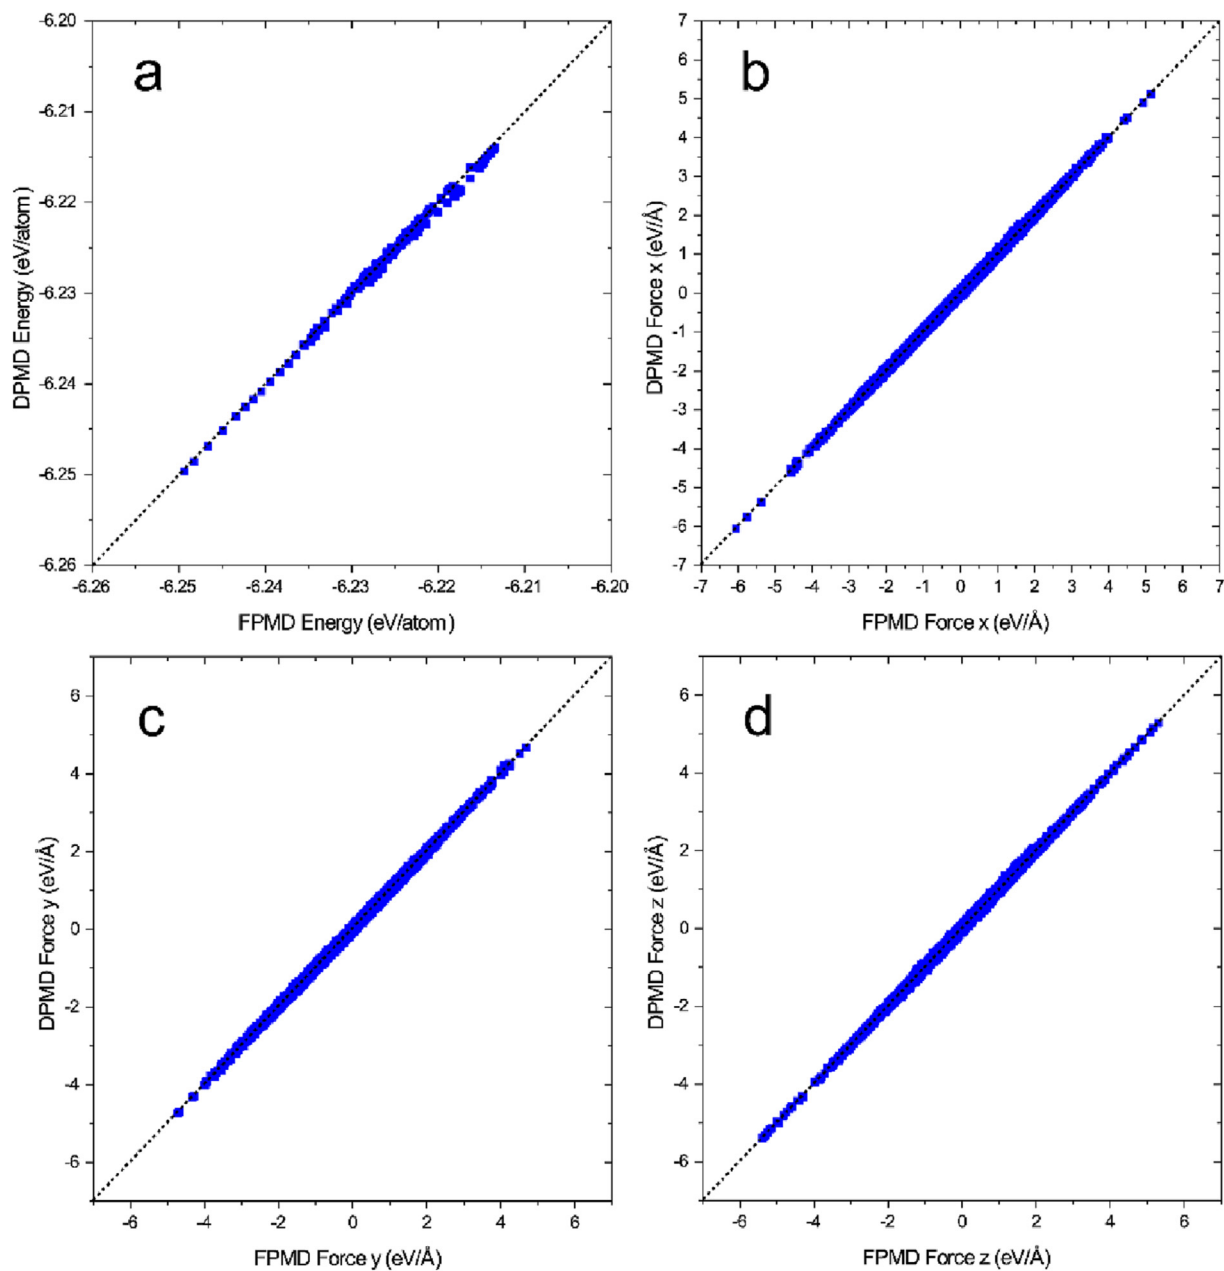 a
-6.20
-6.21
-6.22
-6.23
-6.24
-6.25
-6.26
DPMD Energy (eV/atom)
-6.26 -6.25 -6.24 -6.23 -6.22 -6.21 -6.20
FPMD Energy (eV/atom)
b
7
6
5
4
3
2
1
0
-1
-2
-3
-4
-5
-6
-7
DPMD Force x (eV/Å)
-7 -6 -5 -4 -3 -2 -1 0 1 2 3 4 5 6 7
FPMD Force x (eV/Å)
c
6
4
2
0
-2
-4
-6
DPMD Force y (eV/Å)
-6 -4 -2 0 2 4 6
FPMD Force y (eV/Å)
d
6
4
2
0
-2
-4
-6
DPMD Force z (eV/Å)
-6 -4 -2 0 2 4 6
FPMD Force z (eV/Å)